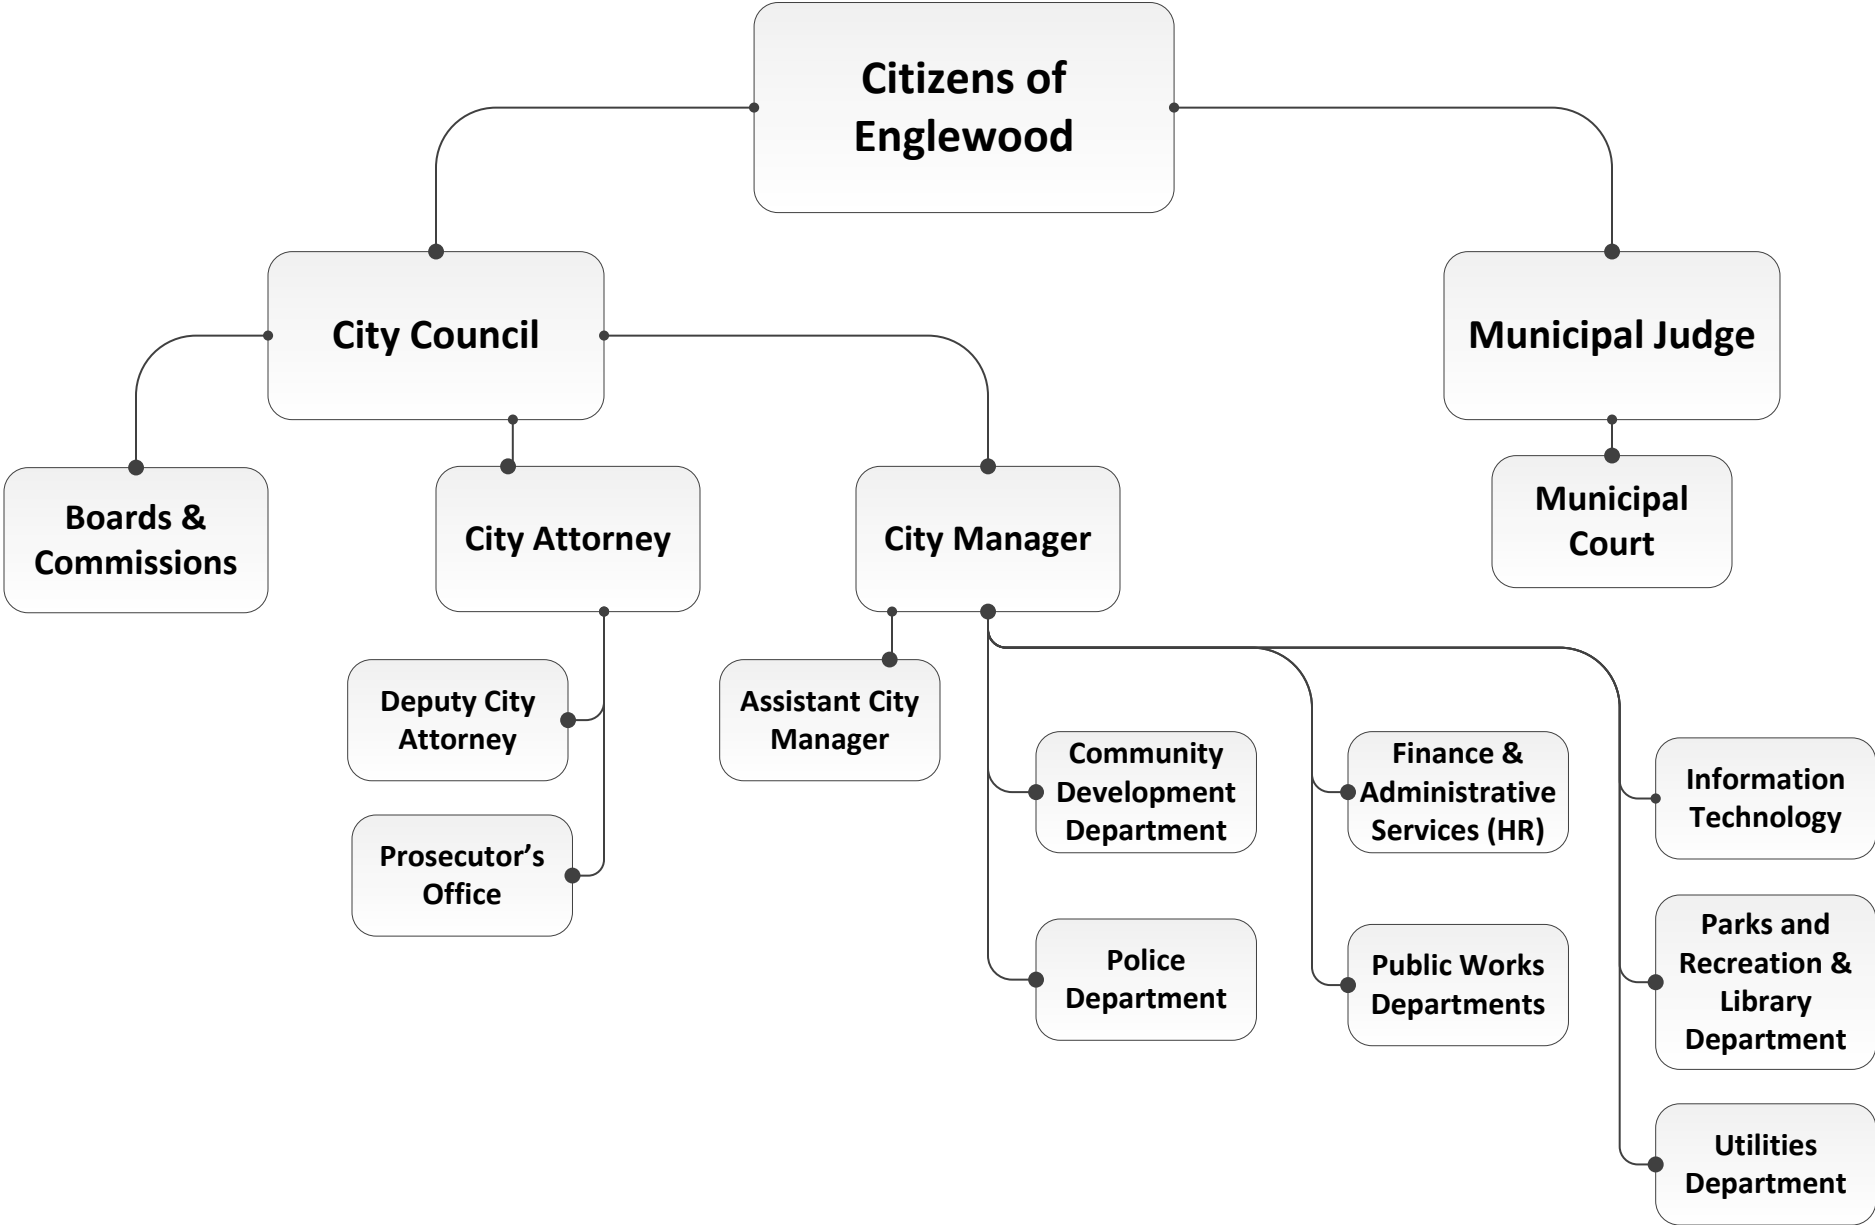 Citizens of
Englewood
City Council
Municipal Judge
Boards &
Commissions
City Attorney
City Manager
Municipal
Court
Deputy City
Attorney
Assistant City
Manager
Prosecutor’s
Office
Community
Development
Department
Finance &
Administrative
Services (HR)
Information
Technology
Police
Department
Public Works
Departments
Parks and
Recreation &
Library
Department
Utilities
Department